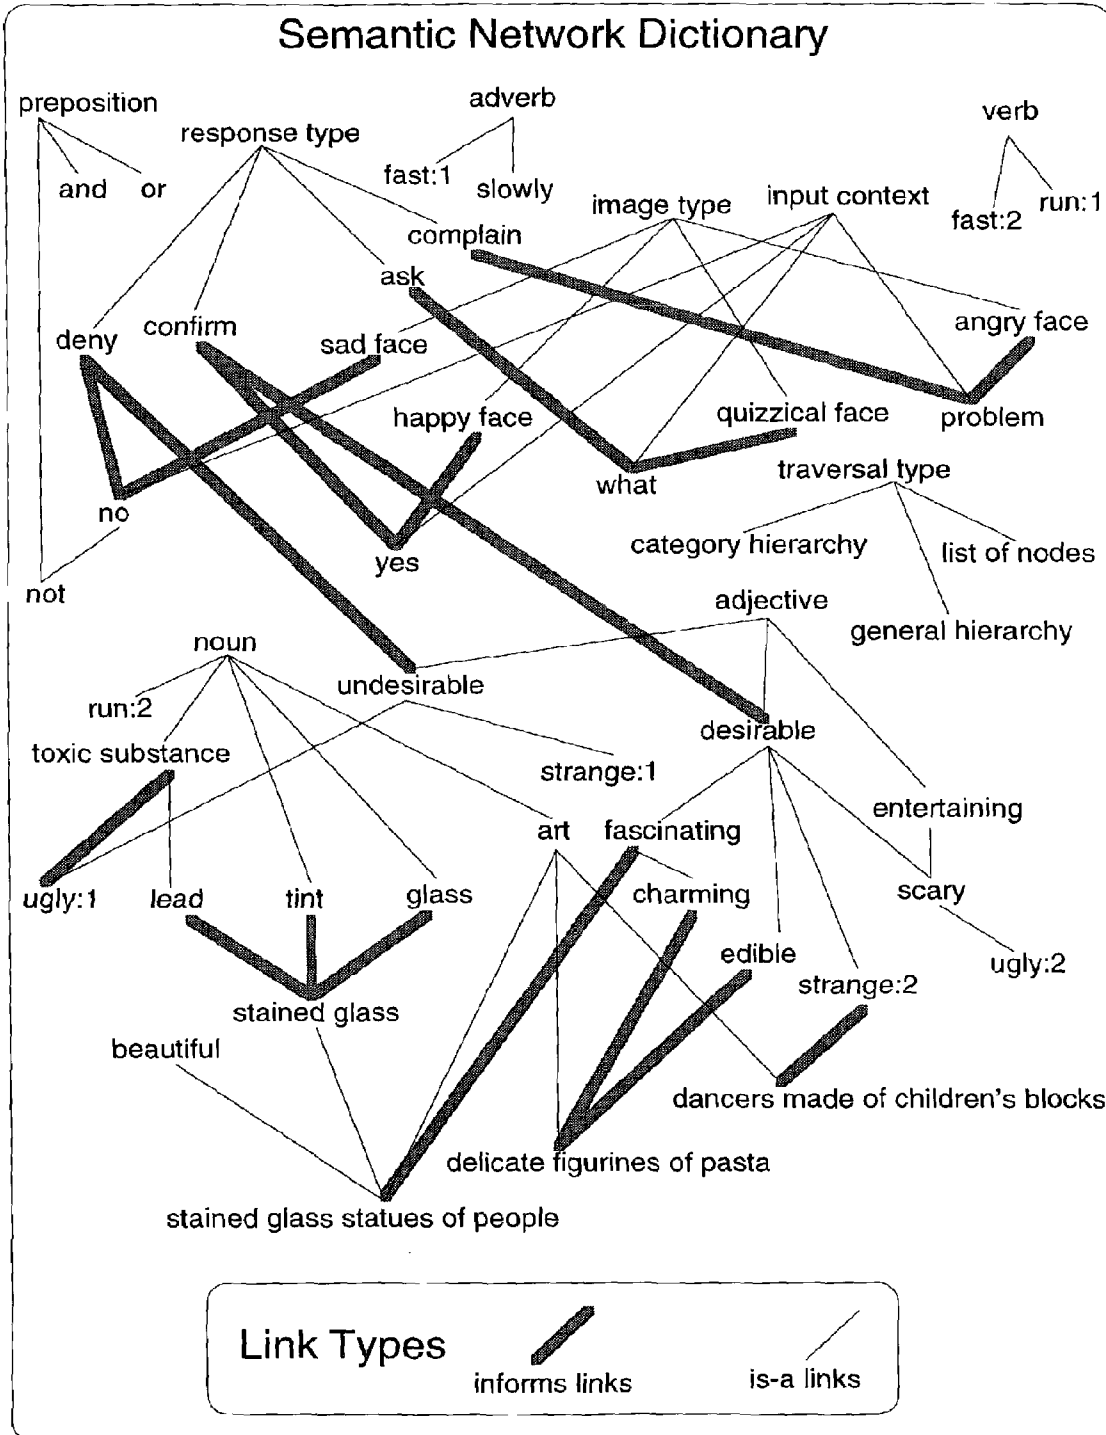 Semantic Network Dictionary
preposition
adverb
verb
response type
and
or
fast:1
slowly
image type
input context
fast:2
run:1
complain
ask
deny
confirm
sad face
angry face
happy face
quizzical face
problem
what
traversal type
no
yes
category hierarchy
list of nodes
not
adjective
general hierarchy
noun
undesirable
run:2
desirable
toxic substance
strange:1
entertaining
art
fascinating
ugly:1
lead
tint
glass
charming
scary
edible
ugly:2
strange:2
stained glass
beautiful
dancers made of children's blocks
delicate figurines of pasta
stained glass statues of people
Link Types
informs links
is-a links